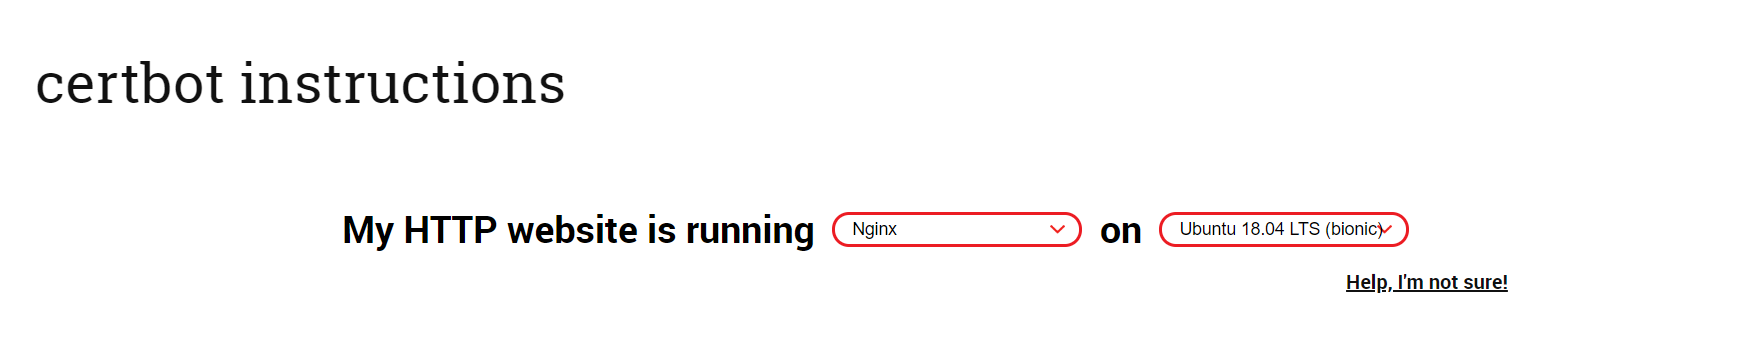 certbot instructions
My HTTP website is running Nginx on Ubuntu 18.04 LTS (bionic)
Help, I'm not sure!